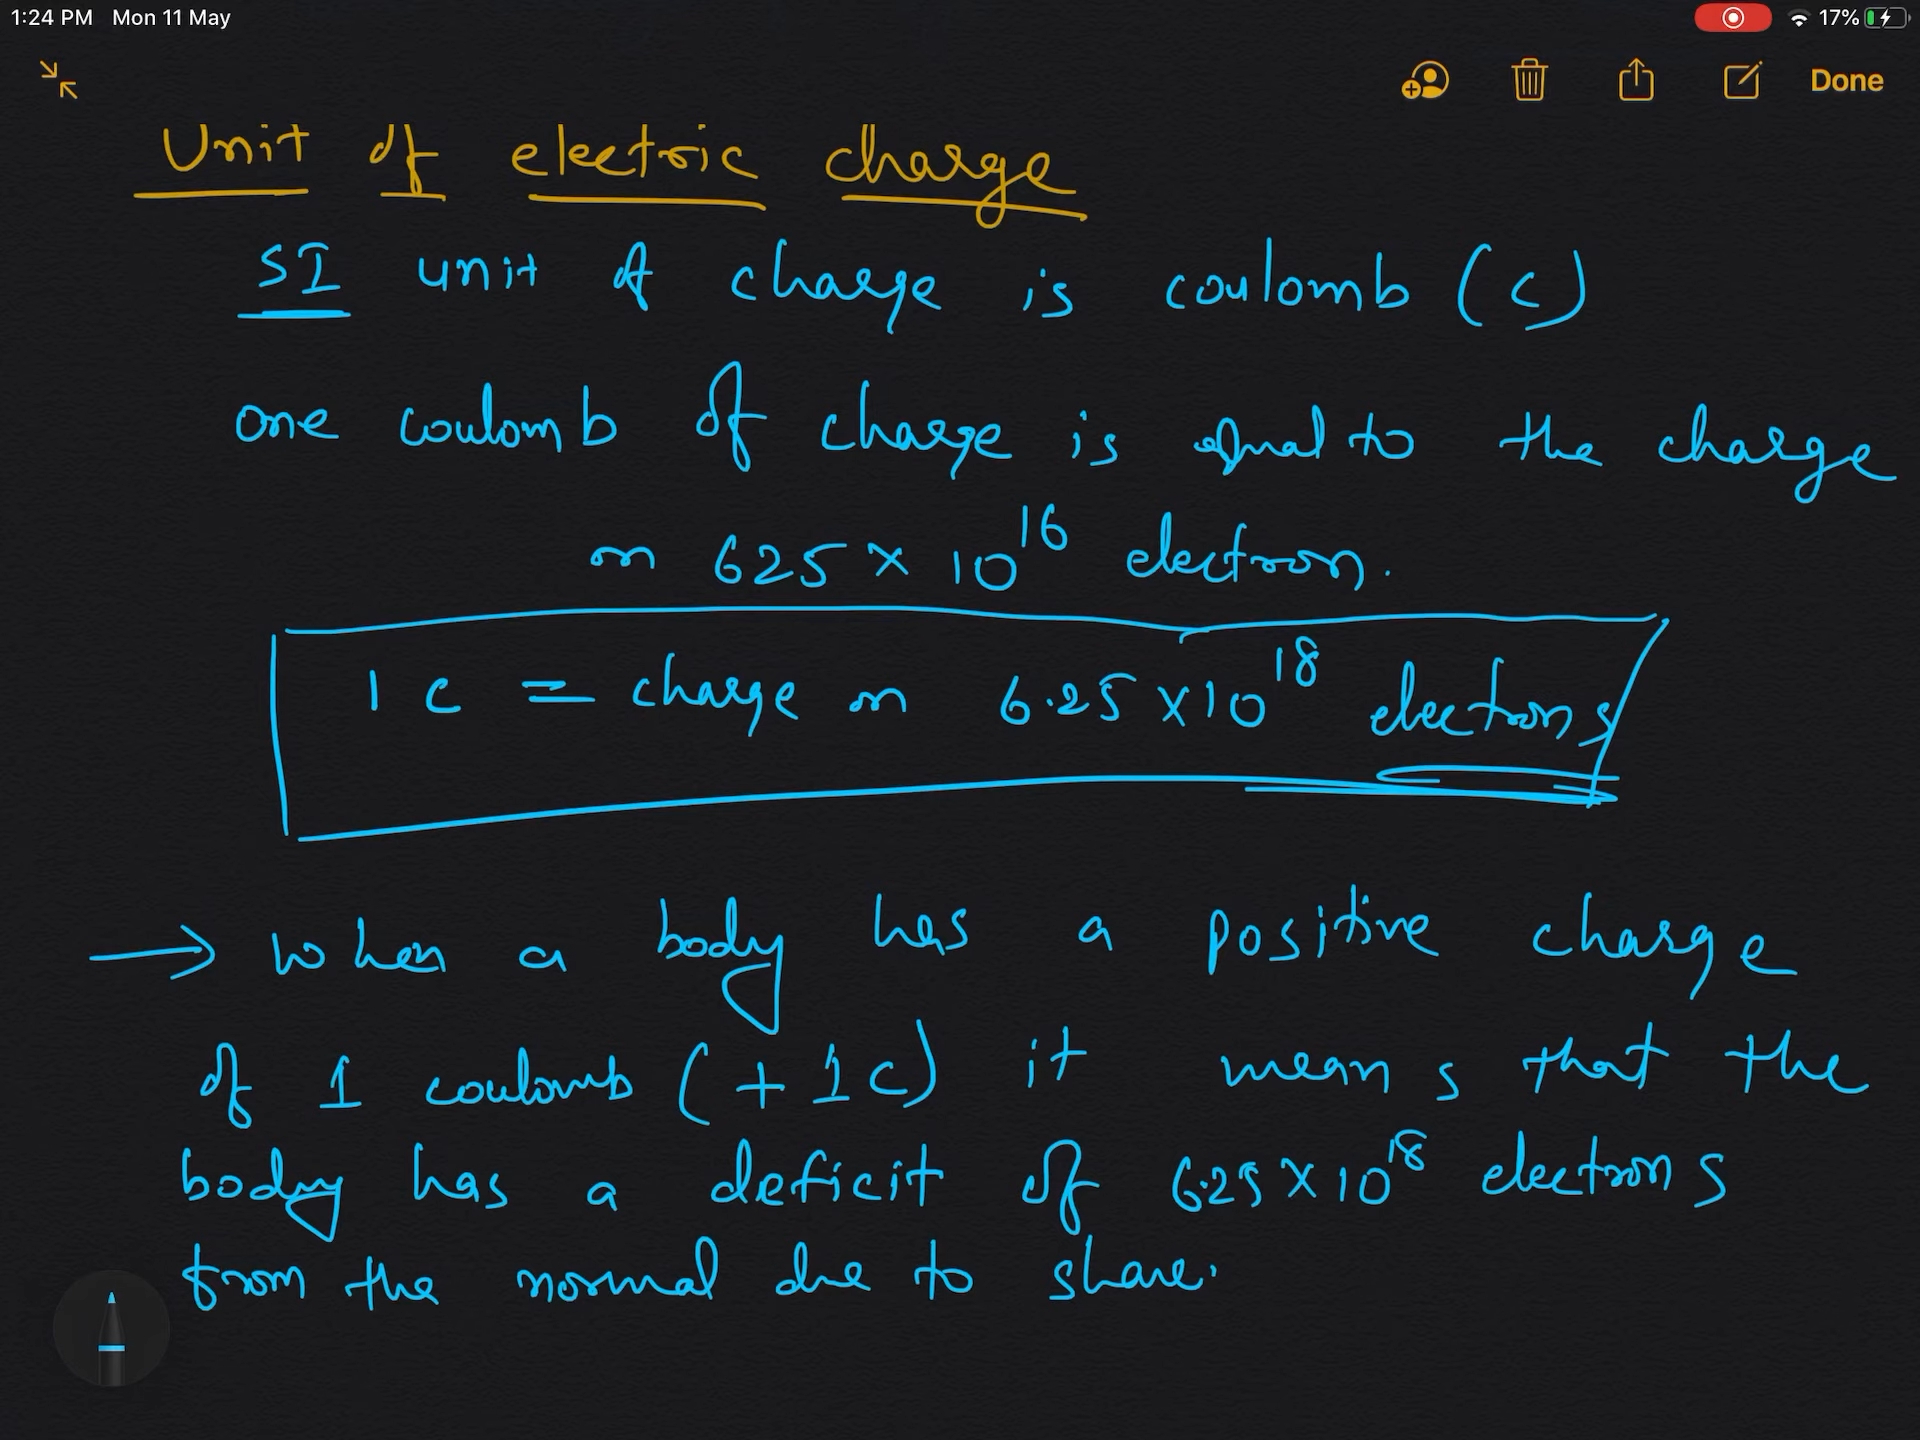 1:24 PM Mon 11 May
17%
Done
Unit of electric charge
SI unit of charge is coulomb (c)
one coulomb of charge is equal to the charge
on 625 × 10^16 electron.
1 c = charge on 6.25 × 10^18 electrons
→ When a body has a positive charge
of 1 coulomb (+1c) it means that the
body has a deficit of 6.25 × 10^18 electrons
from the normal due to share.